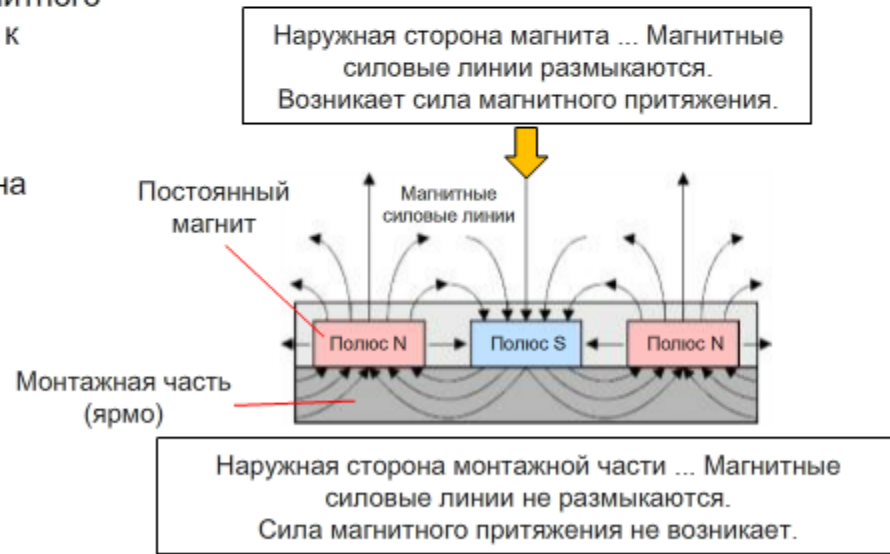 к
Наружная сторона магнита ... Магнитные
силовые линии размыкаются.
Возникает сила магнитного притяжения.
на
Постоянный
магнит
Магнитные
силовые линии
Полюс N
Полюс S
Полюс N
Монтажная часть
(ярмо)
Наружная сторона монтажной части ... Магнитные
силовые линии не размыкаются.
Сила магнитного притяжения не возникает.